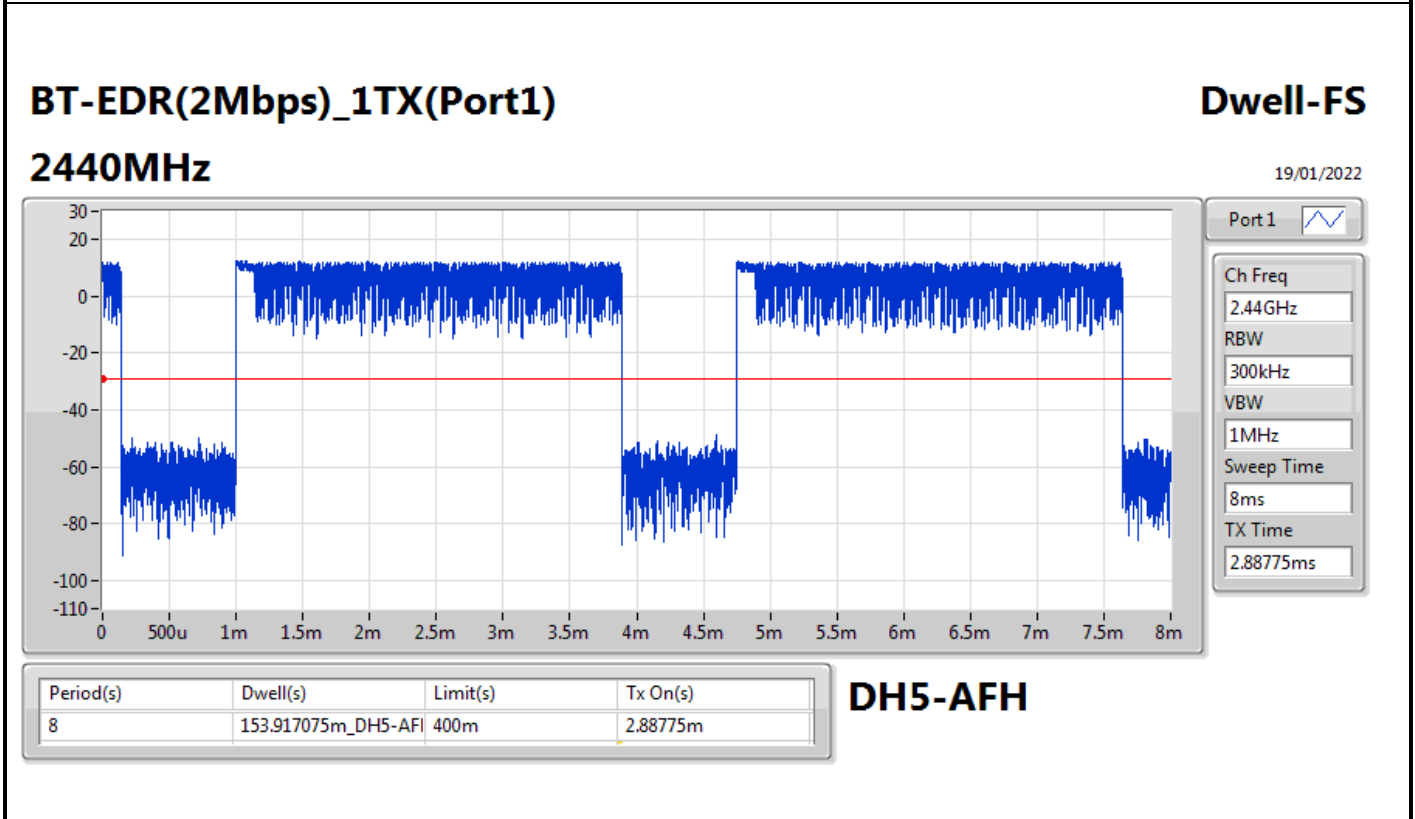 BT-EDR(2Mbps)_1TX(Port1)
Dwell-FS
2440MHz
19/01/2022
30
20
0
-20
-40
-60
-80
-100
-110
0 500u 1m 1.5m 2m 2.5m 3m 3.5m 4m 4.5m 5m 5.5m 6m 6.5m 7m 7.5m 8m
Port 1
Ch Freq
2.44GHz
RBW
300kHz
VBW
1MHz
Sweep Time
8ms
TX Time
2.88775ms
Period(s) Dwell(s) Limit(s) Tx On(s)
8 153.917075m_DH5-AFI 400m 2.88775m
DH5-AFH